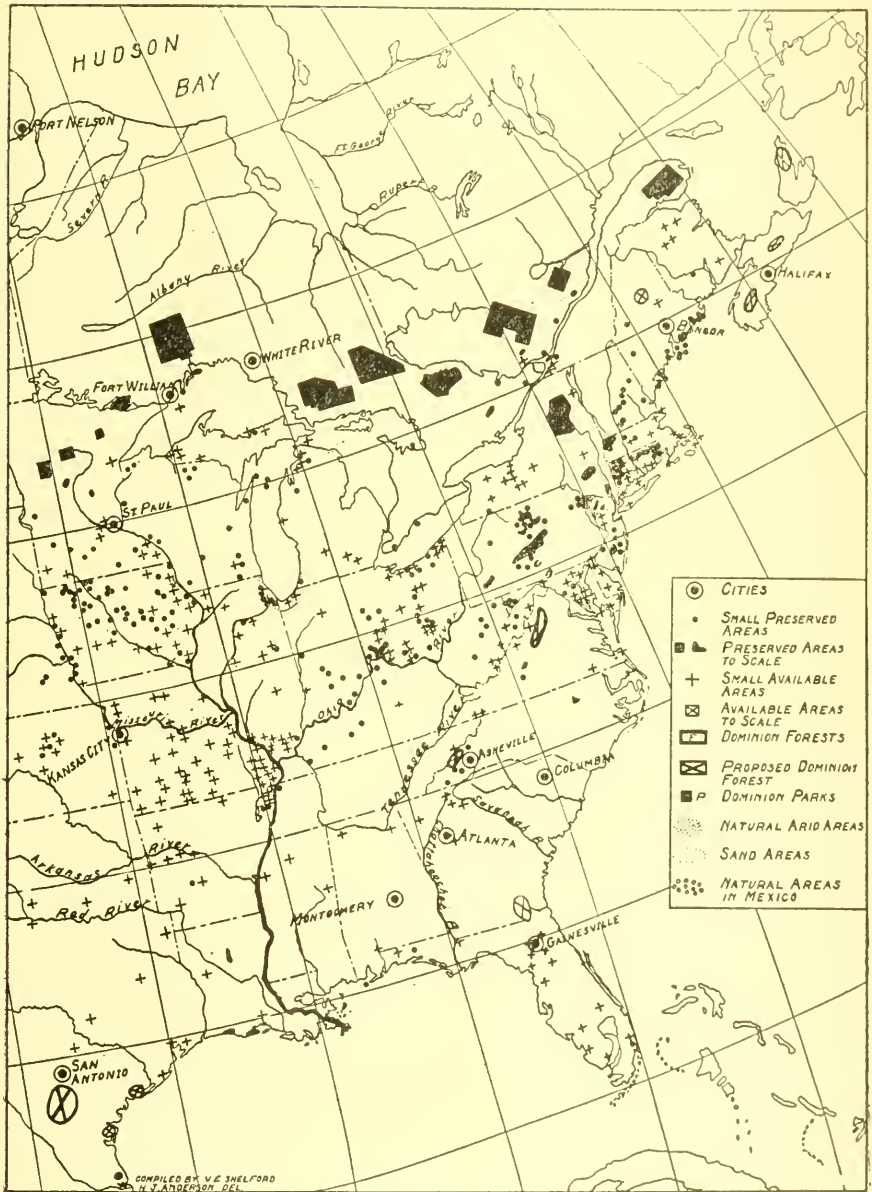 HUDSON
BAY
PORT NELSON
Severn R.
Ft. George River
Rupert R.
Albany River
HALIFAX
BANGOR
WHITE RIVER
FORT WILLIAM
ST. PAUL
Missouri River
KANSAS CITY
Ohio
River
Tennessee River
ASHEVILLE
COLUMBIA
Savannah R.
ATLANTA
Chattahoochee R.
Arkansas River
Red River
MONTGOMERY
GAINESVILLE
SAN
ANTONIO
CITIES
SMALL PRESERVED
AREAS
PRESERVED AREAS
TO SCALE
SMALL AVAILABLE
AREAS
AVAILABLE AREAS
TO SCALE
F DOMINION FORESTS
PROPOSED DOMINION
FOREST
P DOMINION PARKS
NATURAL ARID AREAS
SAND AREAS
NATURAL AREAS
IN MEXICO
COMPILED BY V.E. SHELFORD
H. J. ANDERSON DEL.